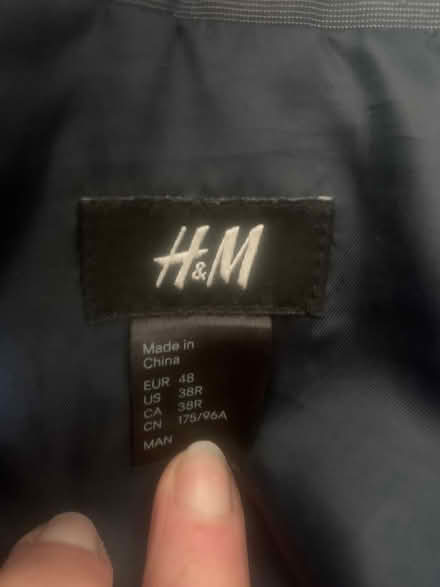 H&M
Made in
China
EUR 48
US 38R
CA 38R
CN 175/96A
MAN